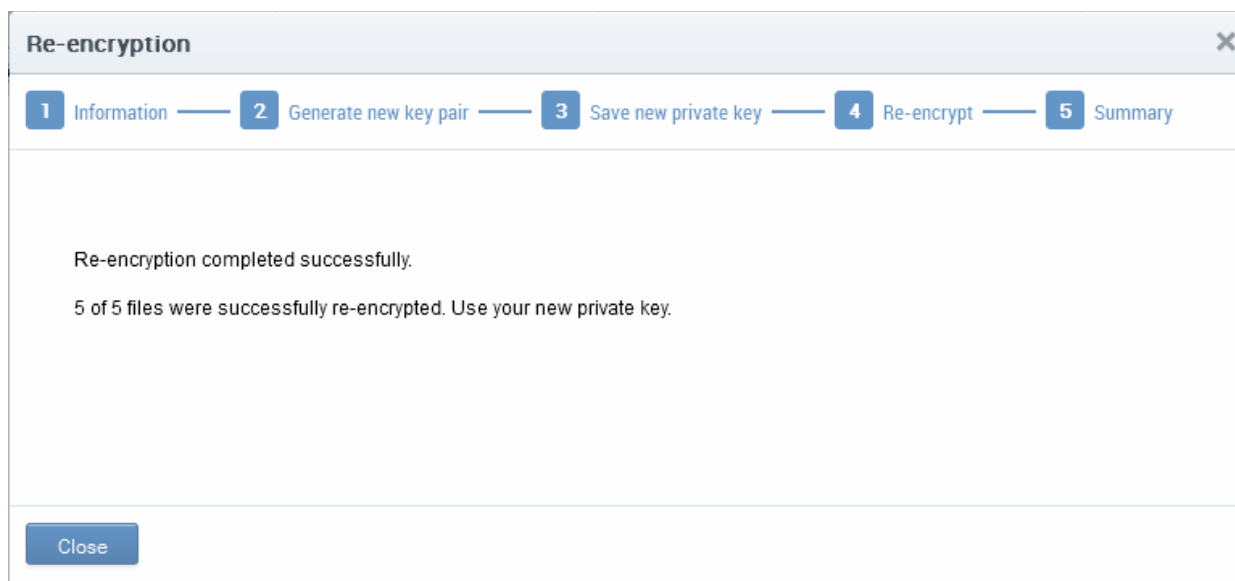 Re-encryption
1 Information 2 Generate new key pair 3 Save new private key 4 Re-encrypt 5 Summary
Re-encryption completed successfully.
5 of 5 files were successfully re-encrypted. Use your new private key.
Close